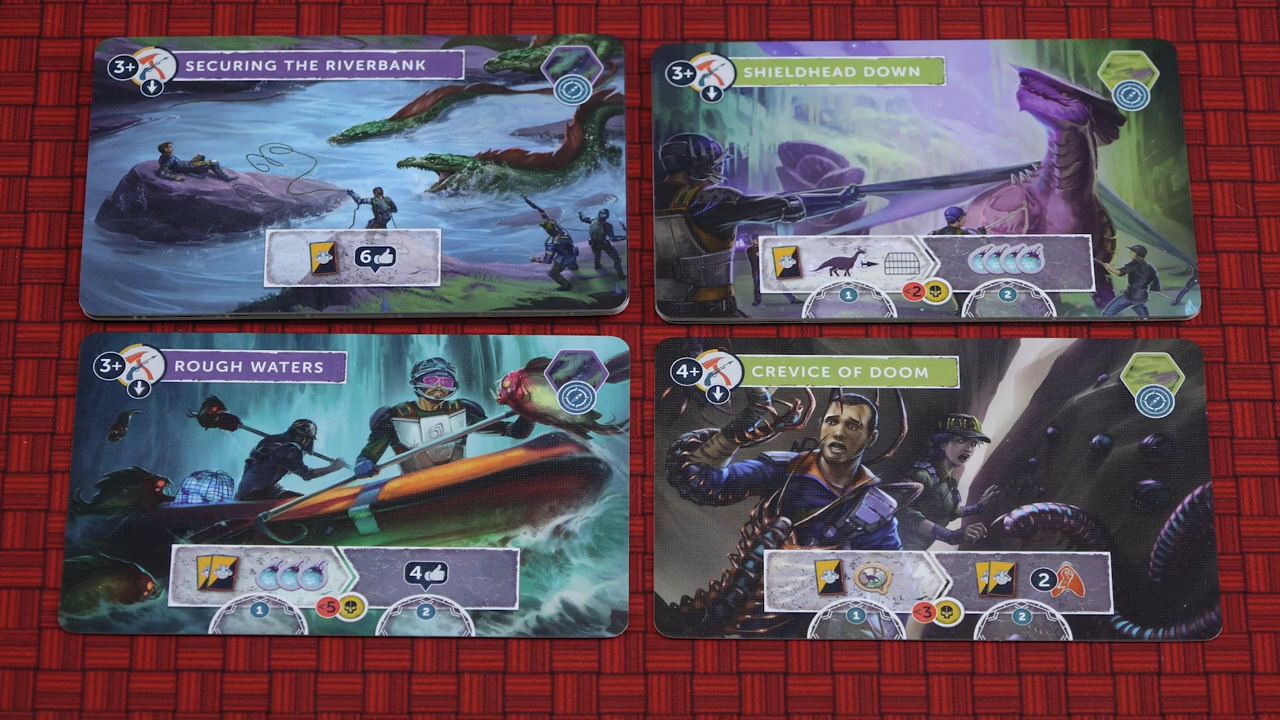 3+ SECURING THE RIVERBANK
6
3+ SHIELDHEAD DOWN
1 <2 2
3+ ROUGH WATERS
4
1 <5 2
4+ CREVICE OF DOOM
2
1 <3 2